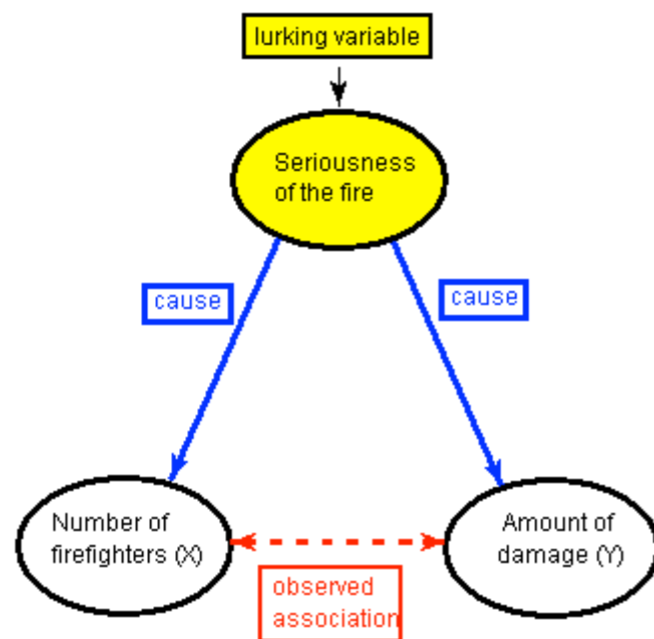 lurking variable
Seriousness
of the fire
cause
cause
Number of
firefighters (X)
Amount of
damage (Y)
observed
association